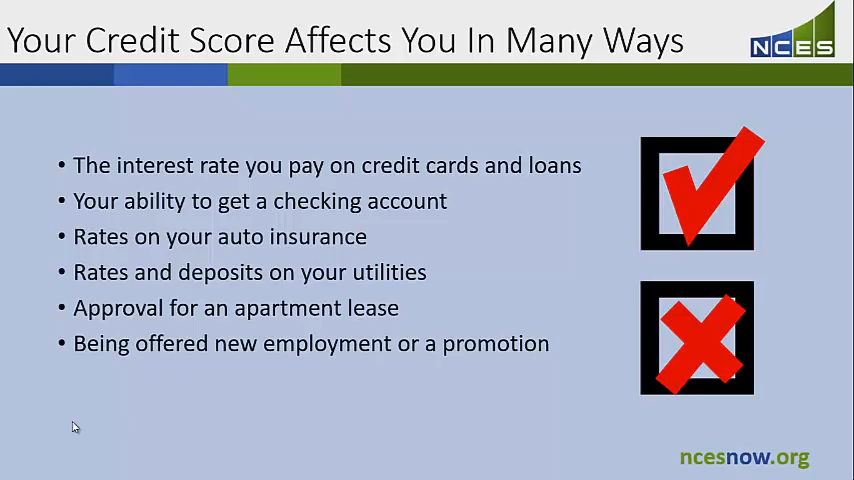 Your Credit Score Affects You In Many Ways
NCES
• The interest rate you pay on credit cards and loans
• Your ability to get a checking account
• Rates on your auto insurance
• Rates and deposits on your utilities
• Approval for an apartment lease
• Being offered new employment or a promotion
ncesnow.org